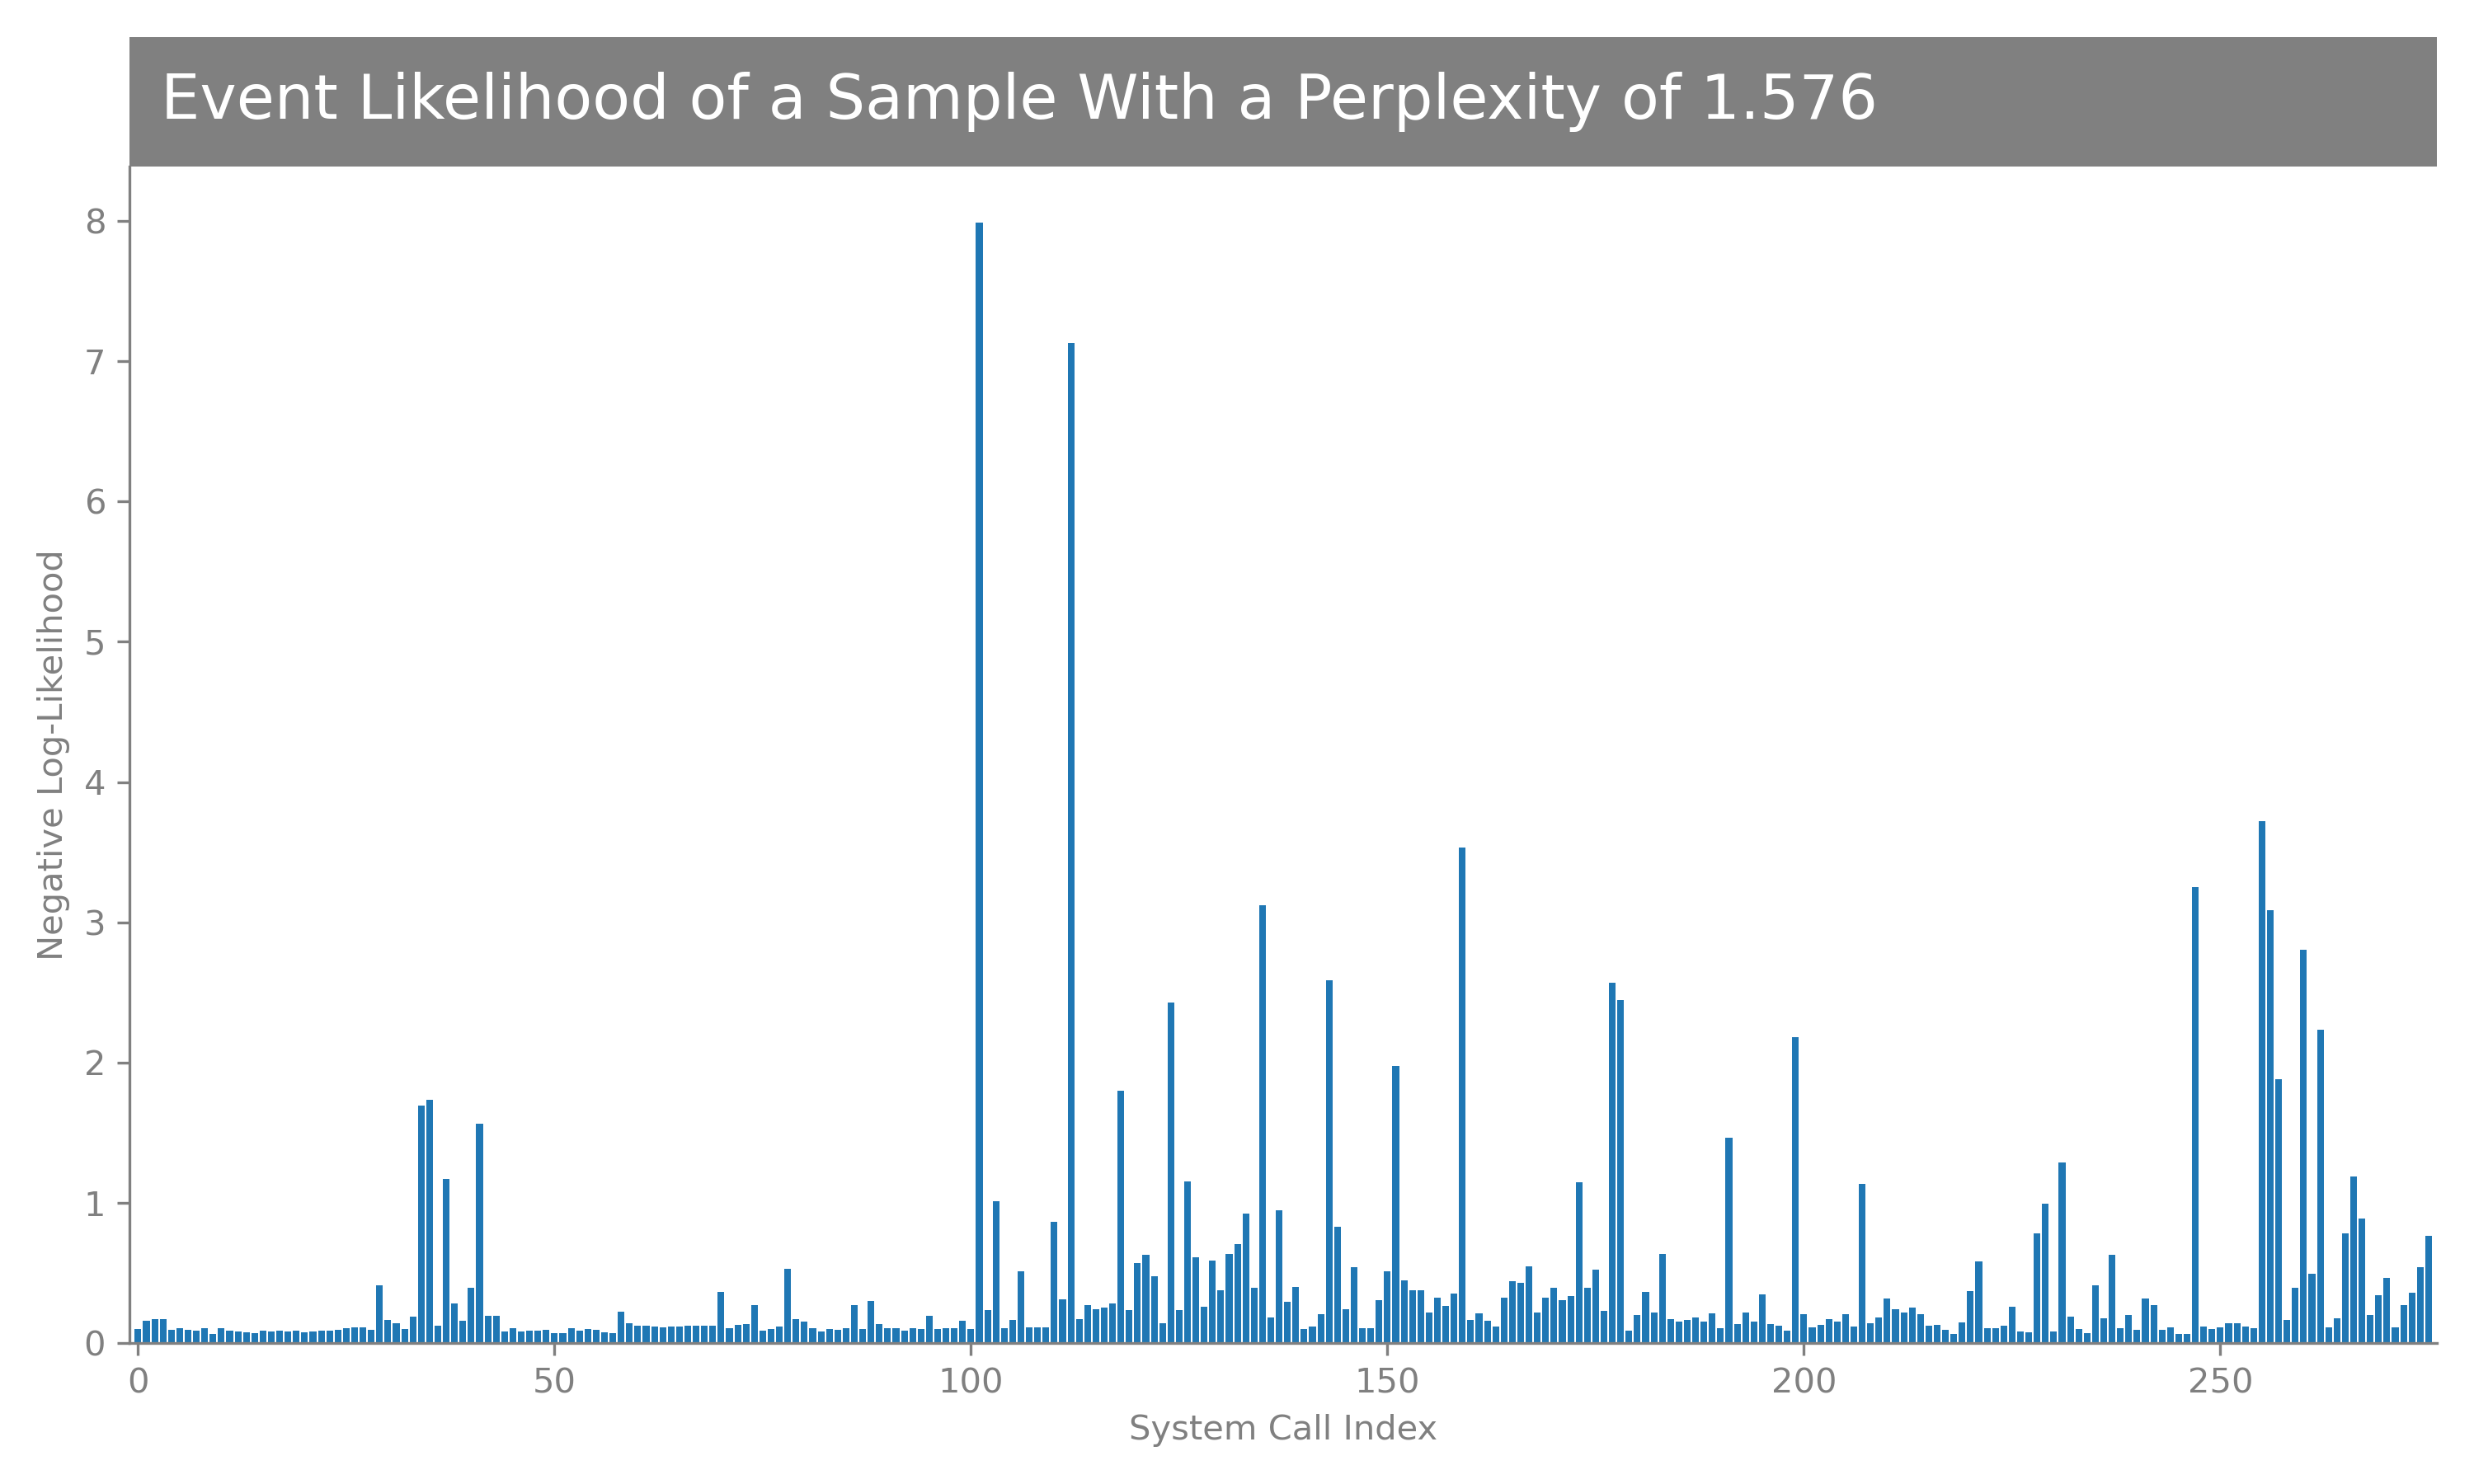 Event Likelihood of a Sample With a Perplexity of 1.576
8
7
6
5
4
3
2
1
0
Negative Log-Likelihood
0 50 100 150 200 250
System Call Index